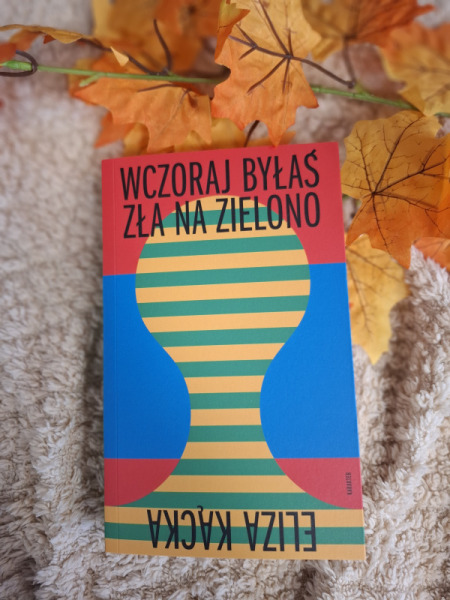 WCZORAJ BYŁAŚ
ZŁA NA ZIELONO
ELIZA KĄCKA